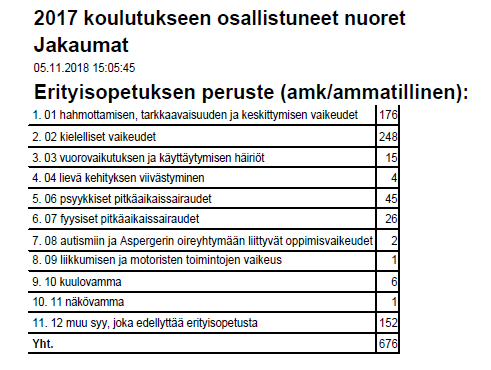 2017 koulutukseen osallistuneet nuoret
Jakaumat
05.11.2018 15:05:45
Erityisopetuksen peruste (amk/ammatillinen):
1. 01 hahmottamisen, tarkkaavaisuuden ja keskittymisen vaikeudet 176
2. 02 kielelliset vaikeudet 248
3. 03 vuorovaikutuksen ja käyttäytymisen häiriöt 15
4. 04 lievä kehityksen viivästyminen 4
5. 06 psyykkiset pitkäaikaissairaudet 45
6. 07 fyysiset pitkäaikaissairaudet 26
7. 08 autismiin ja Aspergerin oireyhtymään liittyvät oppimisvaikeudet 2
8. 09 liikkumisen ja motoristen toimintojen vaikeus 1
9. 10 kuulovamma 6
10. 11 näkövamma 1
11. 12 muu syy, joka edellyttää erityisopetusta 152
Yht. 676